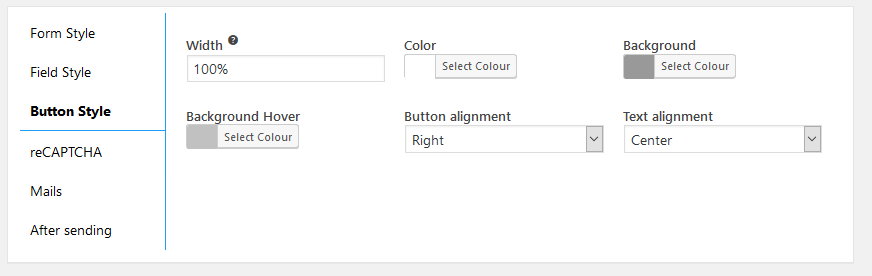 Form Style
Field Style
Button Style
reCAPTCHA
Mails
After sending
Width ?
100%
Color
Select Colour
Background
Select Colour
Background Hover
Select Colour
Button alignment
Right
Text alignment
Center